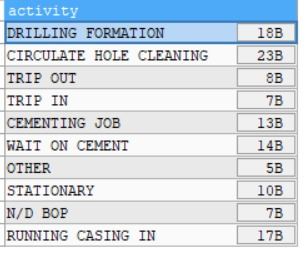 activity
DRILLING FORMATION 18B
CIRCULATE HOLE CLEANING 23B
TRIP OUT 8B
TRIP IN 7B
CEMENTING JOB 13B
WAIT ON CEMENT 14B
OTHER 5B
STATIONARY 10B
N/D BOP 7B
RUNNING CASING IN 17B